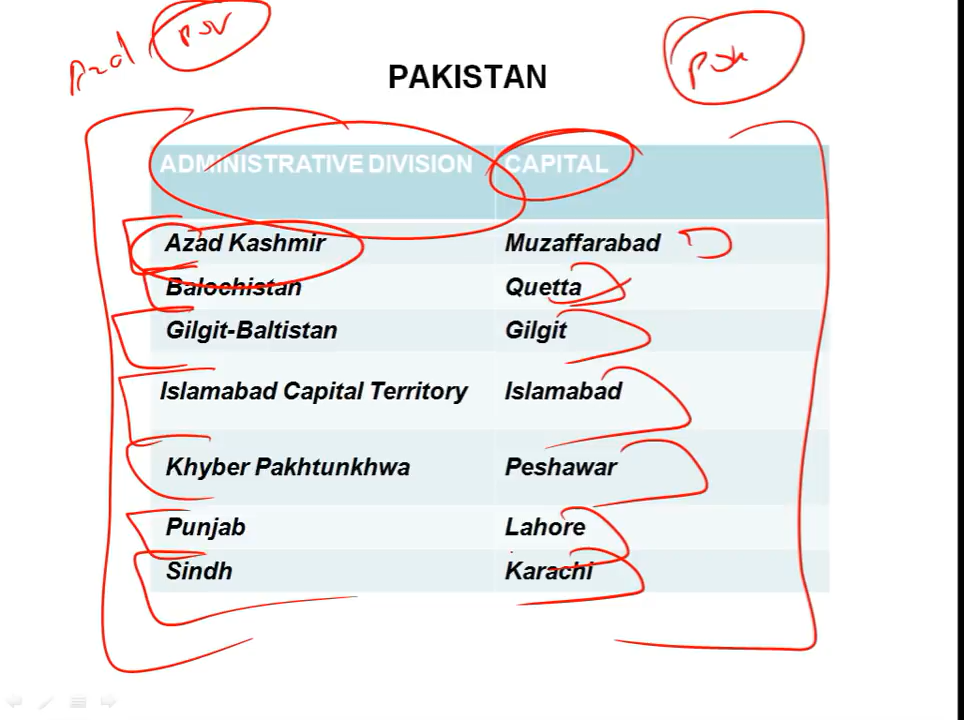 Azad
PAKISTAN
ADMINISTRATIVE DIVISION CAPITAL
Azad Kashmir Muzaffarabad
Balochistan Quetta
Gilgit-Baltistan Gilgit
Islamabad Capital Territory Islamabad
Khyber Pakhtunkhwa Peshawar
Punjab Lahore
Sindh Karachi